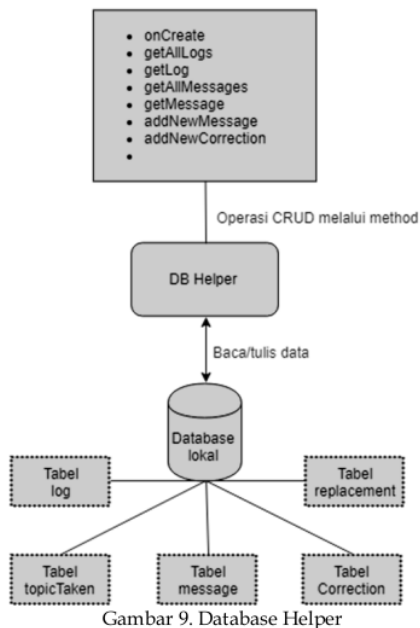 • onCreate
• getAllLogs
• getLog
• getAllMessages
• getMessage
• addNewMessage
• addNewCorrection
•
Operasi CRUD melalui method
DB Helper
Baca/tulis data
Database
lokal
Tabel
log
Tabel
replacement
Tabel
topicTaken
Tabel
message
Tabel
Correction
Gambar 9. Database Helper